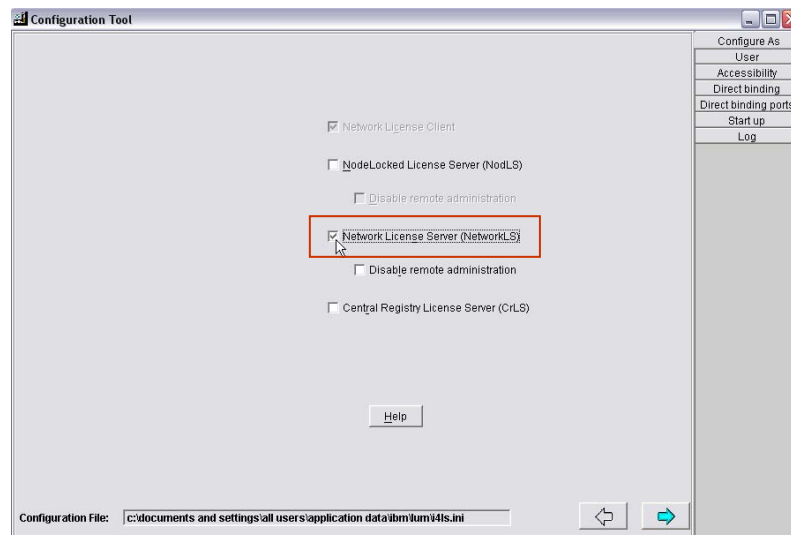 Configuration Tool
Configure As
User
Accessibility
Direct binding
Direct binding ports
Start up
Log
Network License Client
NodeLocked License Server (NodLS)
Disable remote administration
Network License Server (NetworkLS)
Disable remote administration
Central Registry License Server (CrLS)
Help
Configuration File: c:\documents and settings\all users\application data\ibm\lum\i4ls.ini